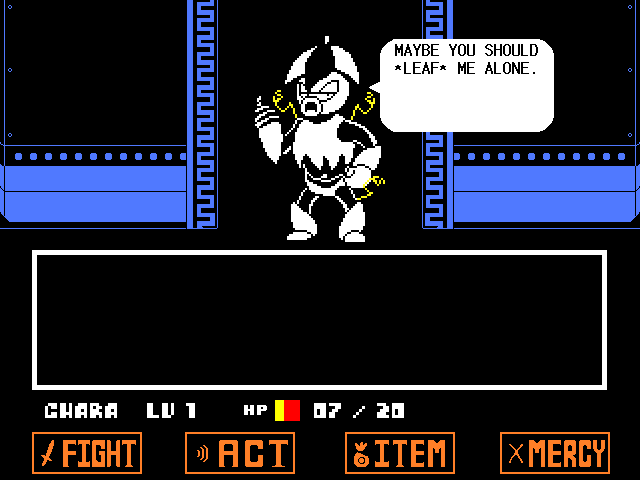 MAYBE YOU SHOULD
*LEAF* ME ALONE.
CHARA LV 1 HP 07 / 20
FIGHT ACT ITEM MERCY